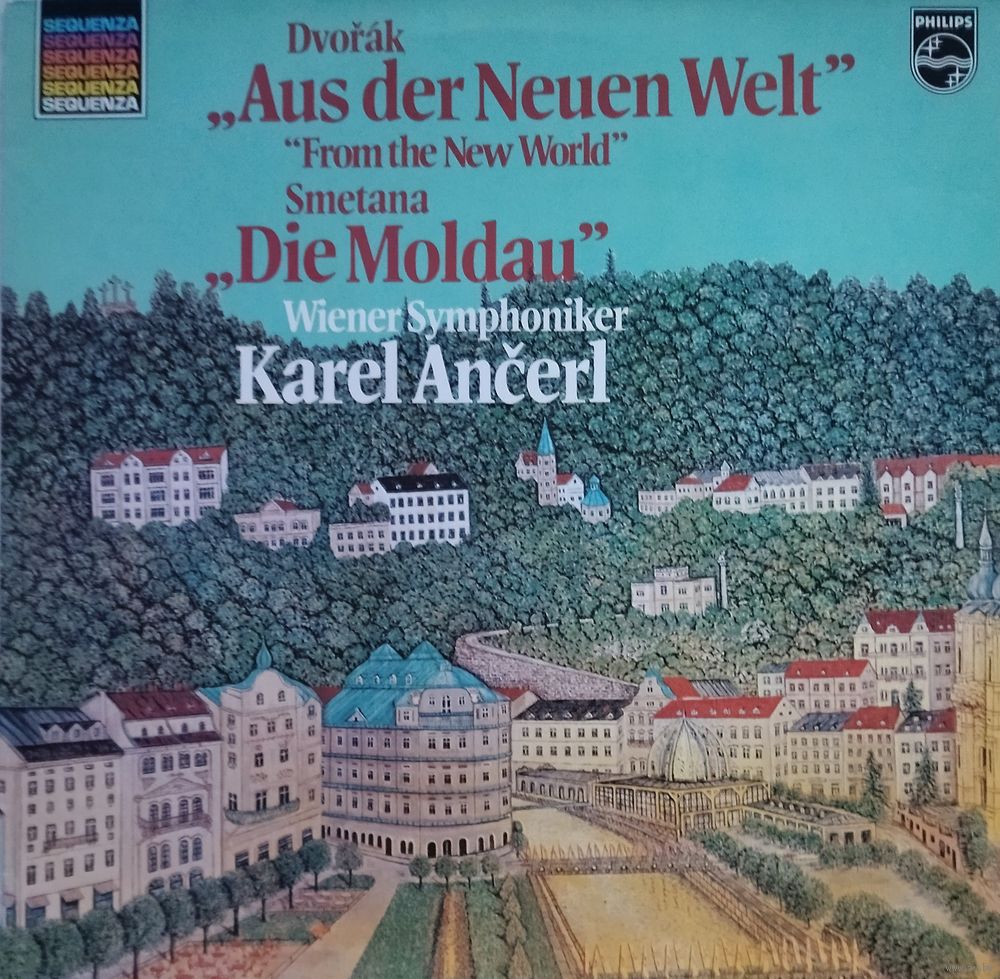 SEQUENZA
SEQUENZA
SEQUENZA
SEQUENZA
SEQUENZA
SEQUENZA
PHILIPS
Dvořák
„Aus der Neuen Welt”
“From the New World”
Smetana
„Die Moldau”
Wiener Symphoniker
Karel Ančerl